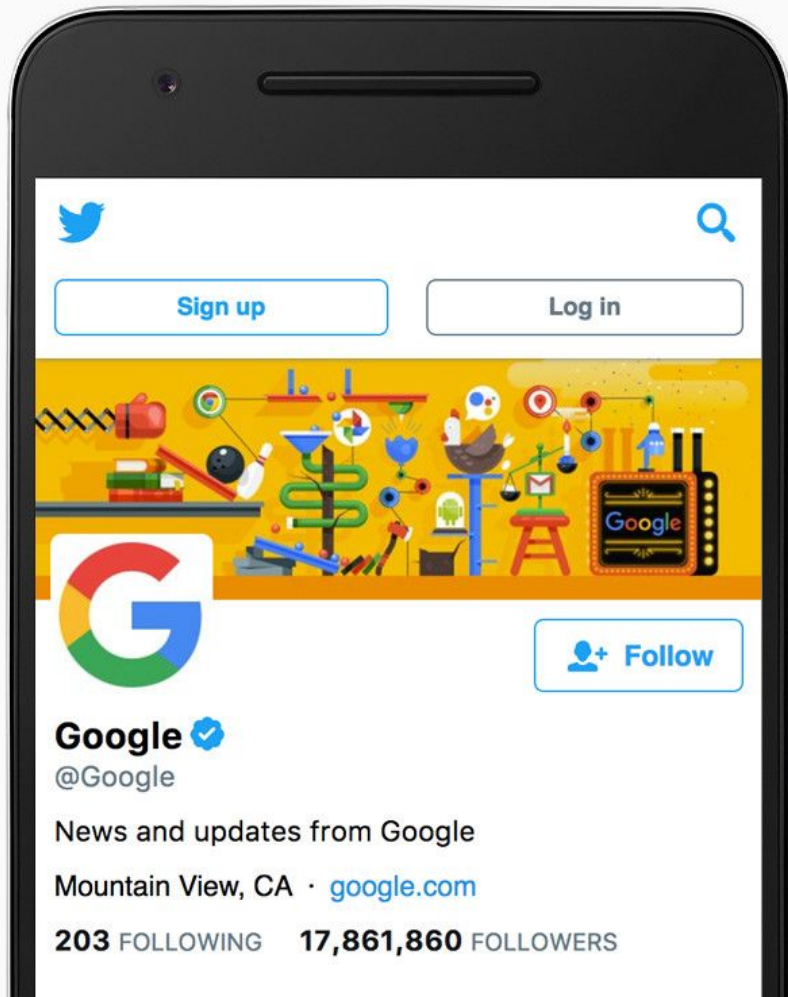 Sign up
Log in
Google
Follow
Google
@Google
News and updates from Google
Mountain View, CA · google.com
203 FOLLOWING 17,861,860 FOLLOWERS